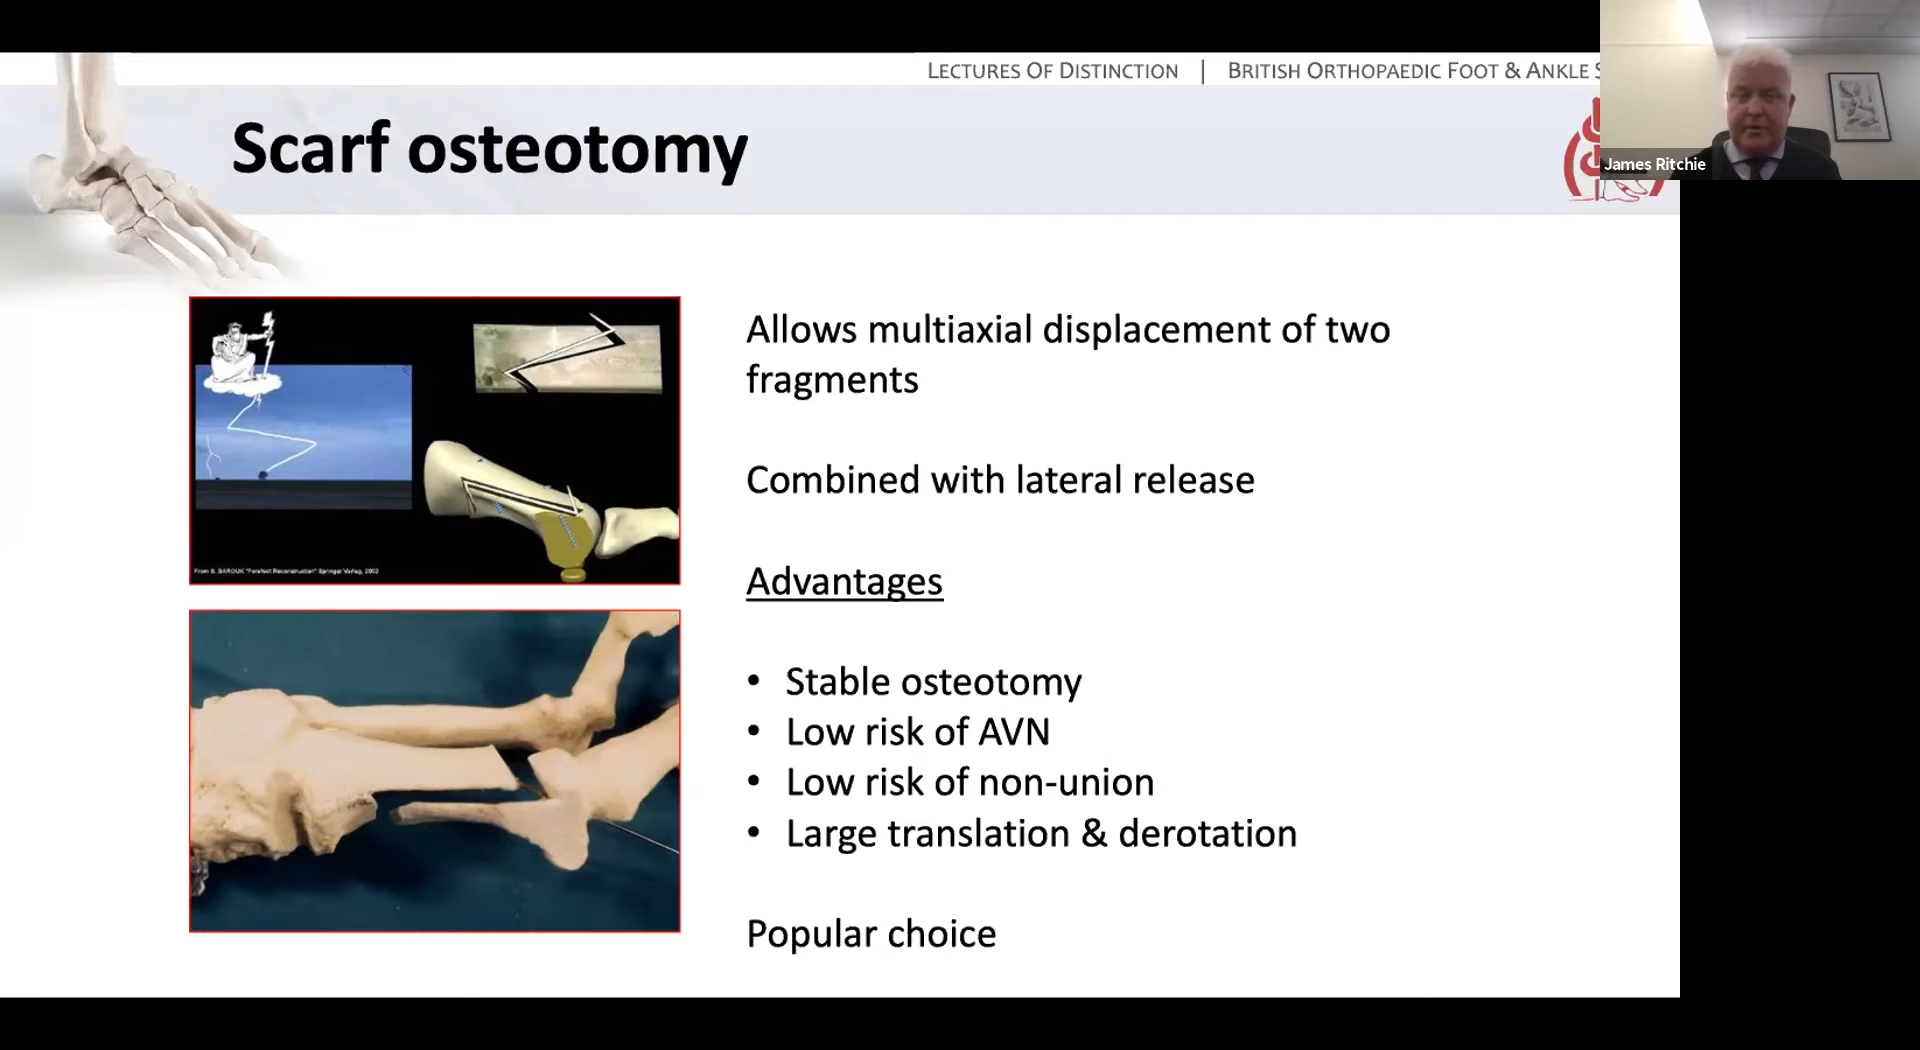 LECTURES OF DISTINCTION | BRITISH ORTHOPAEDIC FOOT & ANKLE
James Ritchie
Scarf osteotomy
Allows multiaxial displacement of two
fragments
Combined with lateral release
Advantages
• Stable osteotomy
• Low risk of AVN
• Low risk of non-union
• Large translation & derotation
Popular choice
From S. BAROUK "Forefoot Reconstruction" Springer Verlag, 2002